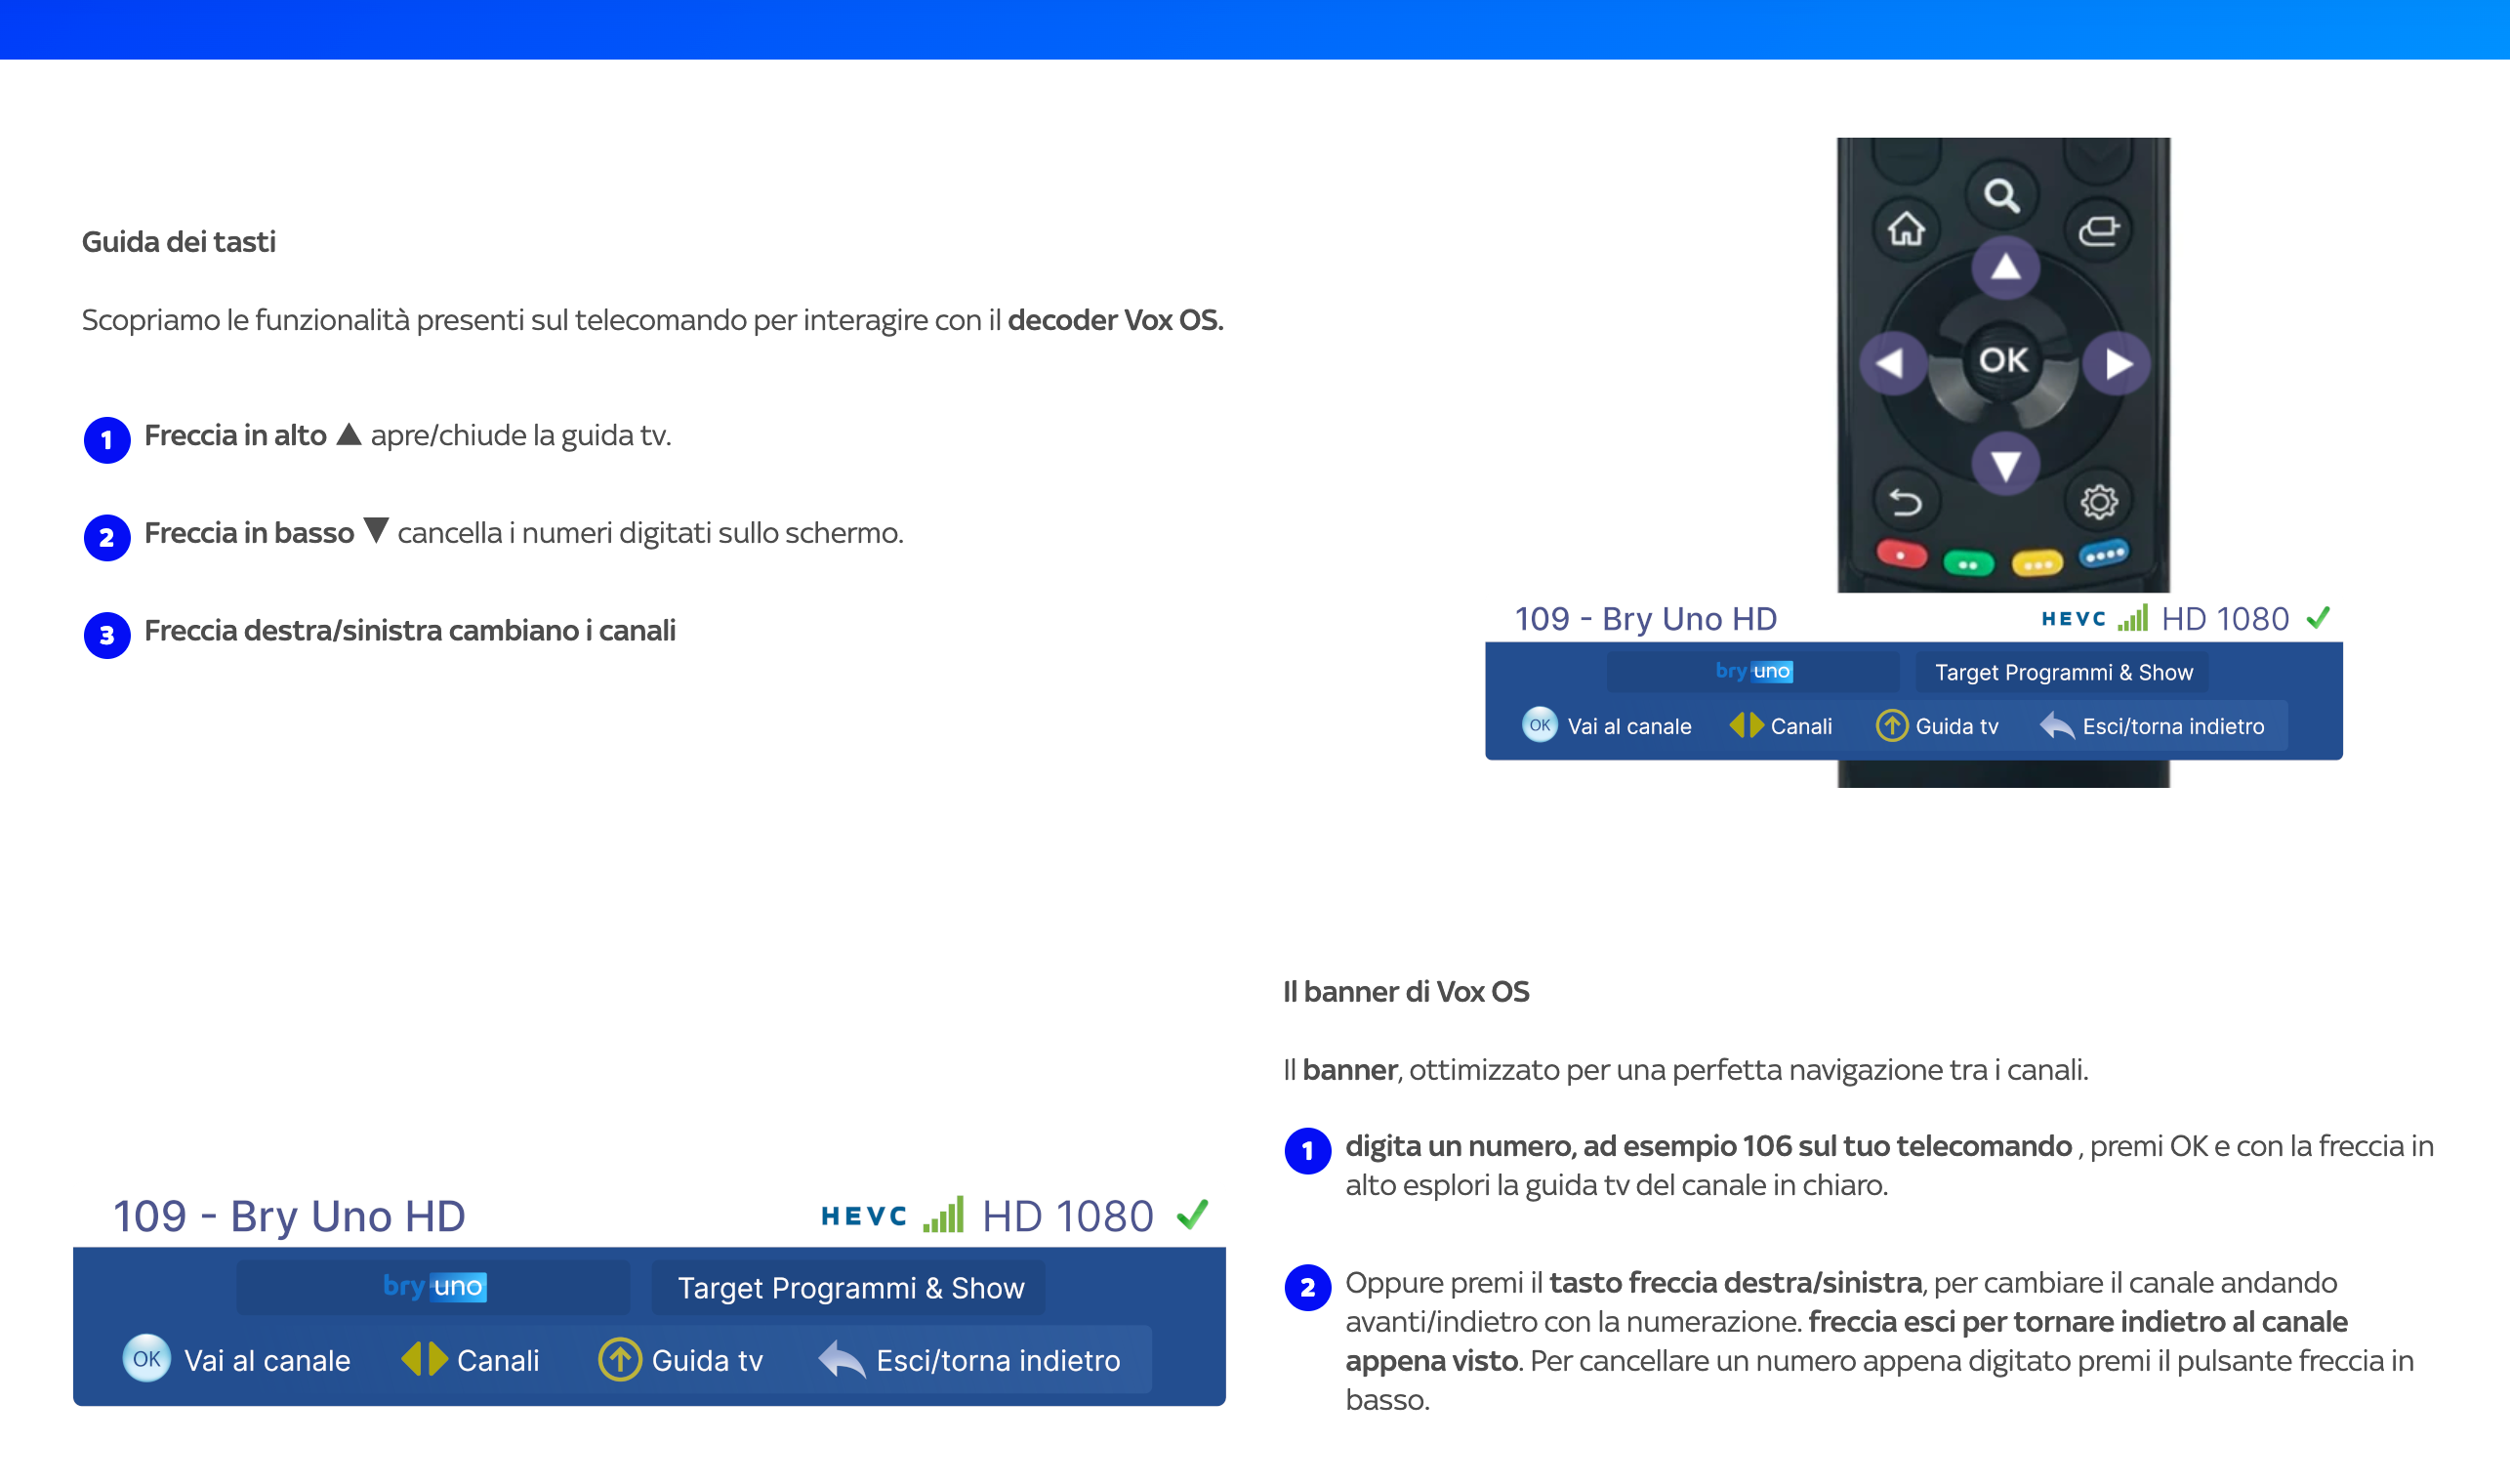 Guida dei tasti
Scopriamo le funzionalità presenti sul telecomando per interagire con il decoder Vox OS.
1 Freccia in alto ▲ apre/chiude la guida tv.
2 Freccia in basso ▼ cancella i numeri digitati sullo schermo.
3 Freccia destra/sinistra cambiano i canali
OK
109 - Bry Uno HD HEVC HD 1080
bry uno Target Programmi & Show
OK Vai al canale Canali Guida tv Esci/torna indietro
109 - Bry Uno HD HEVC HD 1080
bry uno Target Programmi & Show
OK Vai al canale Canali Guida tv Esci/torna indietro
Il banner di Vox OS
Il banner, ottimizzato per una perfetta navigazione tra i canali.
1 digita un numero, ad esempio 106 sul tuo telecomando , premi OK e con la freccia in
alto esplori la guida tv del canale in chiaro.
2 Oppure premi il tasto freccia destra/sinistra, per cambiare il canale andando
avanti/indietro con la numerazione. freccia esci per tornare indietro al canale
appena visto. Per cancellare un numero appena digitato premi il pulsante freccia in
basso.